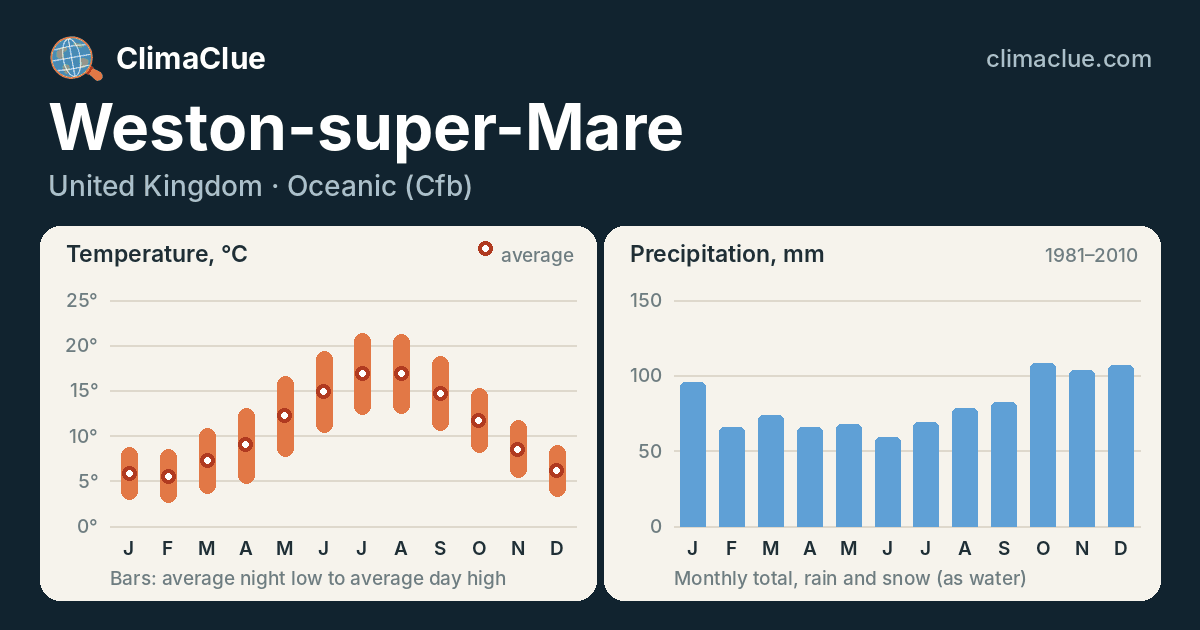 ClimaClue
climaclue.com
Weston-super-Mare
United Kingdom · Oceanic (Cfb)
Temperature, °C
average
25°
20°
15°
10°
5°
0°
J F M A M J J A S O N D
Bars: average night low to average day high
Precipitation, mm
1981–2010
150
100
50
0
J F M A M J J A S O N D
Monthly total, rain and snow (as water)